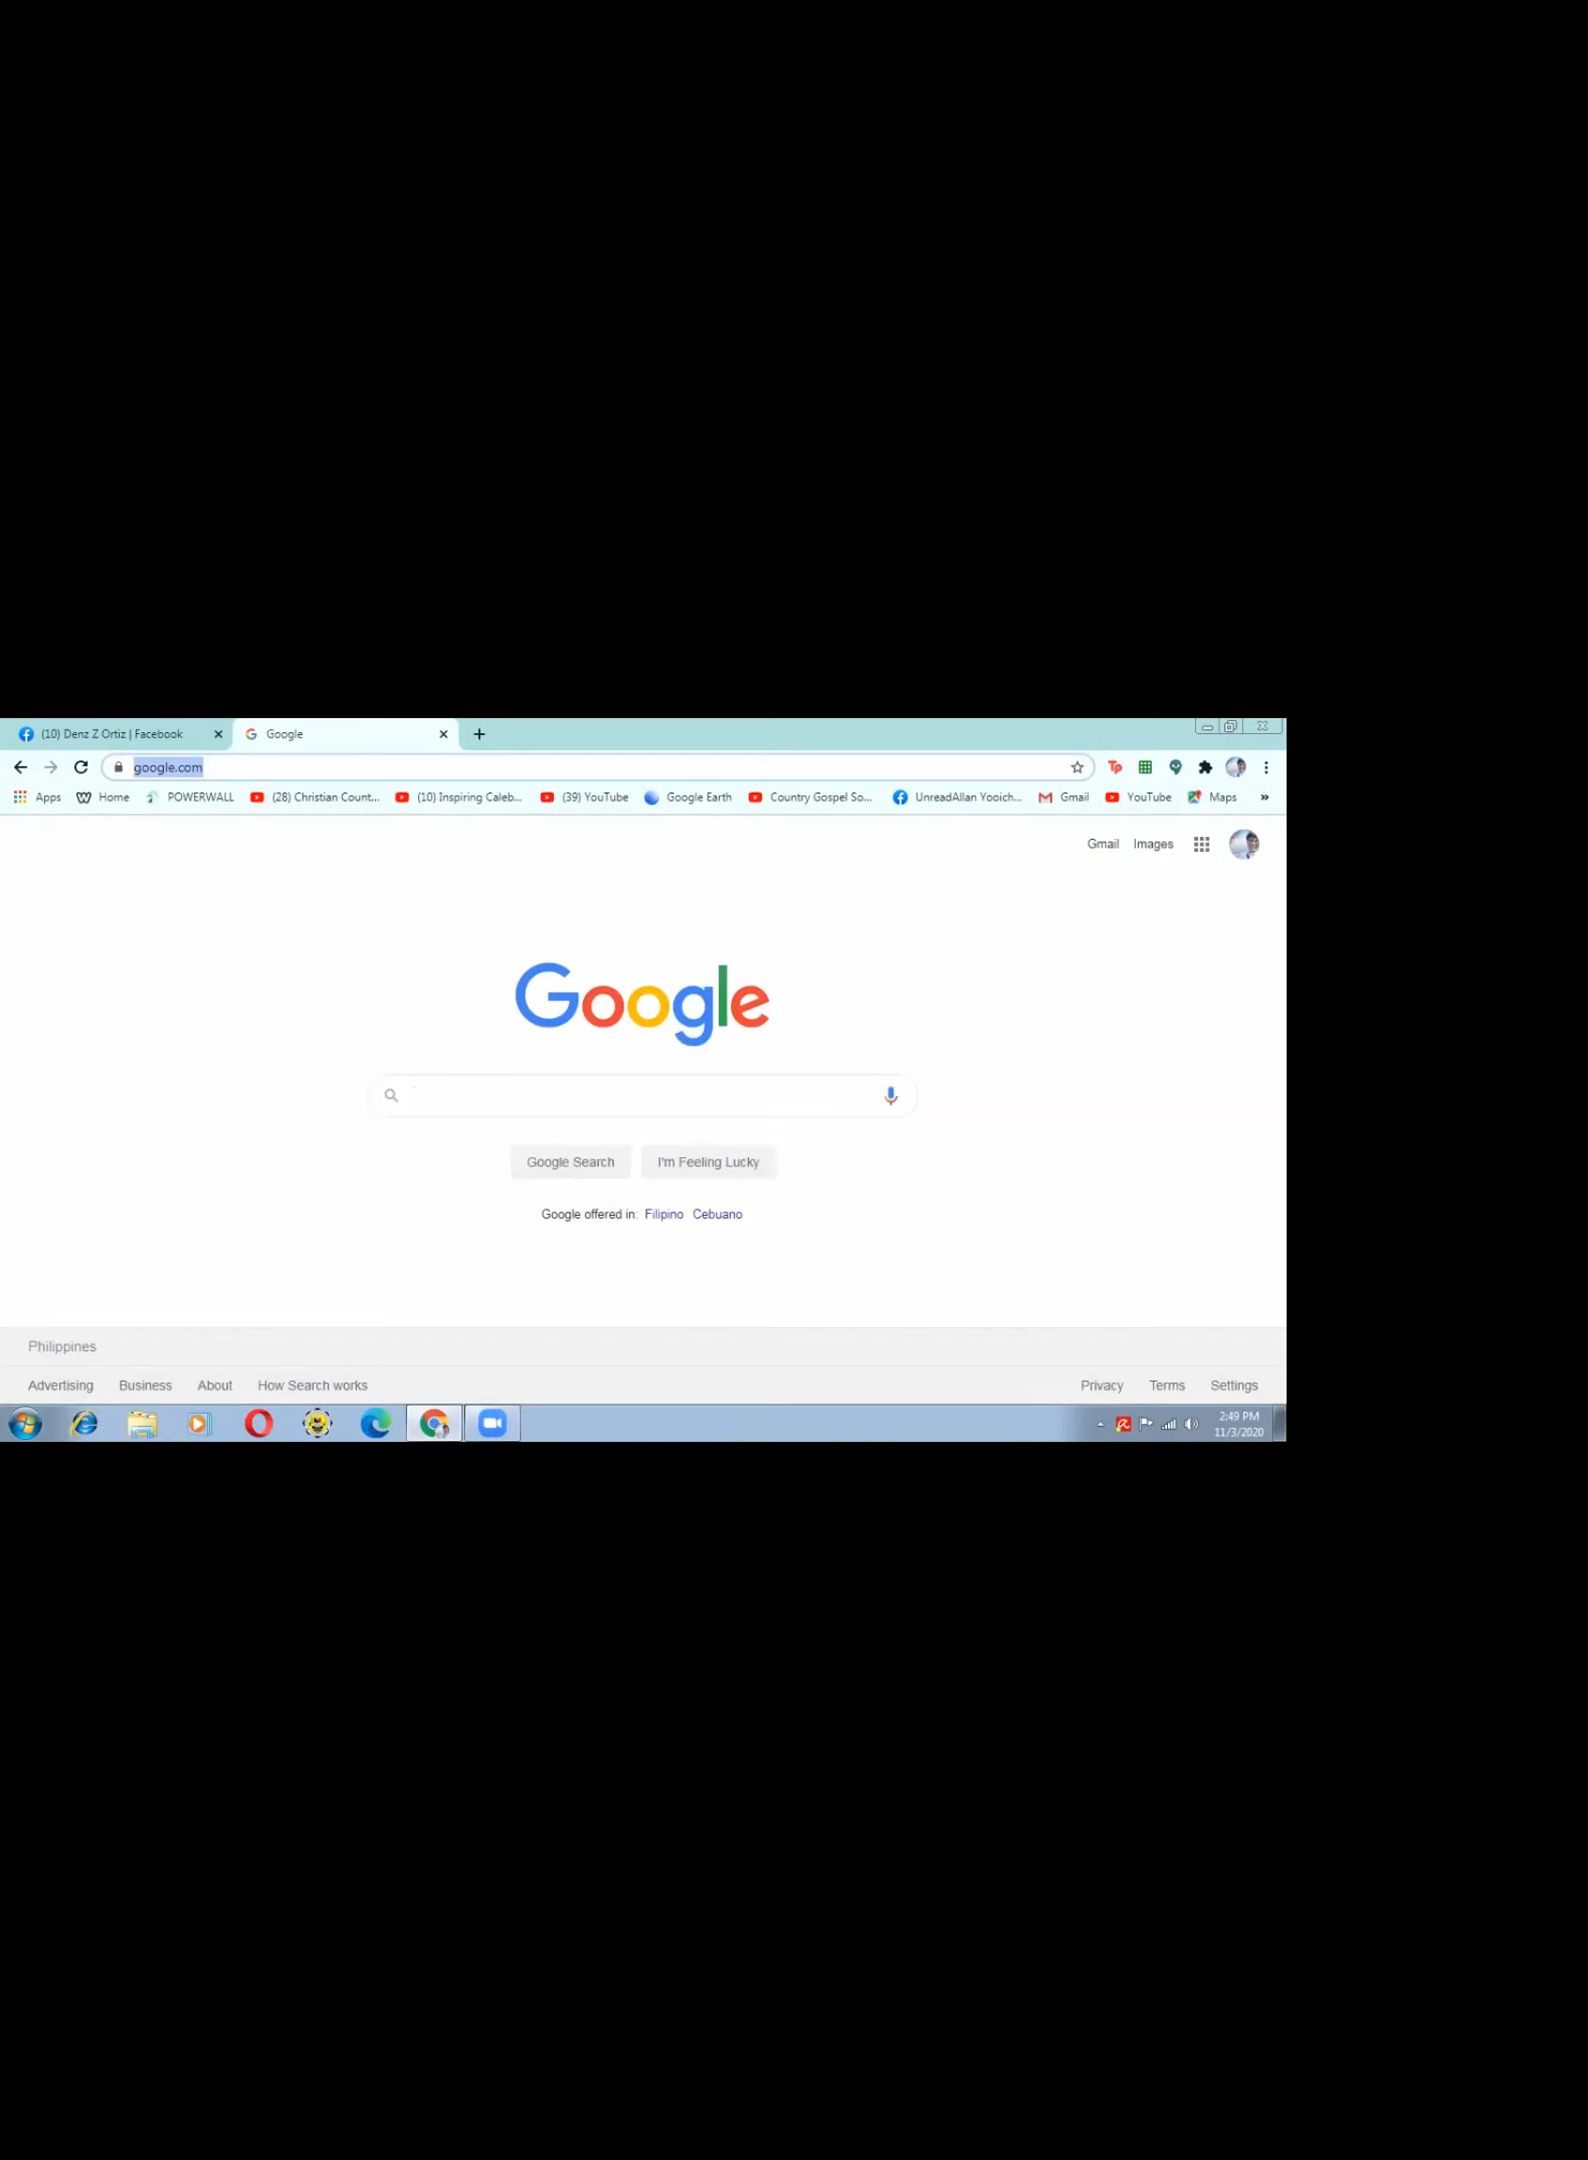 (10) Denz Z Ortiz | Facebook
Google
google.com
Apps
Home
POWERWALL
(28) Christian Count...
(10) Inspiring Caleb...
(39) YouTube
Google Earth
Country Gospel So...
UnreadAllan Yooich...
Gmail
YouTube
Maps
»
Gmail Images
Google
Google Search
I'm Feeling Lucky
Google offered in: Filipino Cebuano
Philippines
Advertising Business About How Search works
Privacy Terms Settings
2:49 PM
11/3/2020